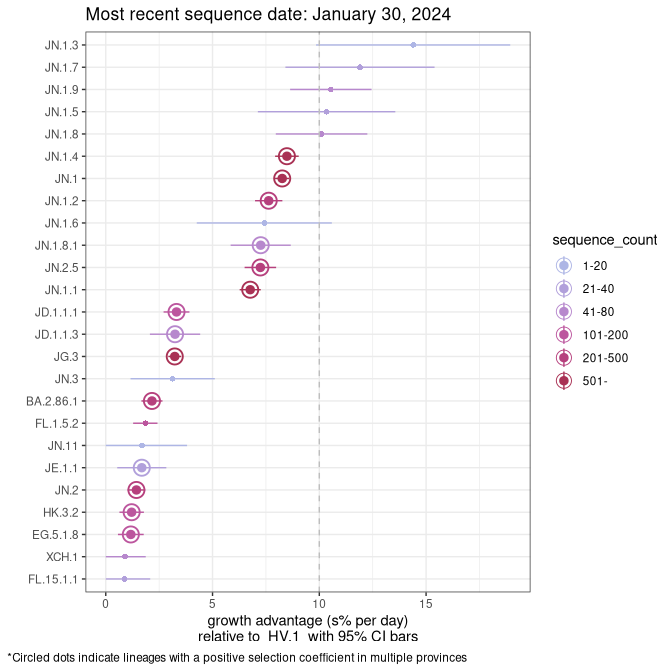 Most recent sequence date: January 30, 2024
JN.1.3
JN.1.7
JN.1.9
JN.1.5
JN.1.8
JN.1.4
JN.1
JN.1.2
JN.1.6
JN.1.8.1
JN.2.5
JN.1.1
JD.1.1.1
JD.1.1.3
JG.3
JN.3
BA.2.86.1
FL.1.5.2
JN.11
JE.1.1
JN.2
HK.3.2
EG.5.1.8
XCH.1
FL.15.1.1
sequence_count
1-20
21-40
41-80
101-200
201-500
501-
0 5 10 15
growth advantage (s% per day)
relative to HV.1 with 95% CI bars
*Circled dots indicate lineages with a positive selection coefficient in multiple provinces